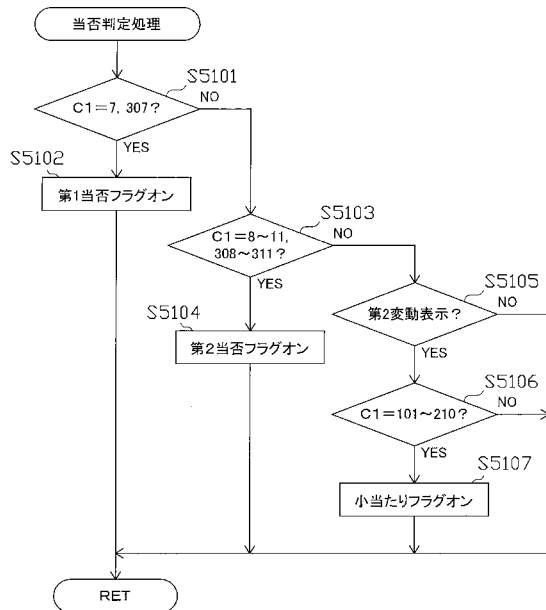 当否判定処理
S5101
C1=7, 307?
NO
YES
S5102
第1当否フラグオン
S5103
C1=8~11,
308~311?
NO
YES
S5104
第2当否フラグオン
S5105
第2変動表示?
NO
YES
S5106
C1=101~210?
NO
YES
S5107
小当たりフラグオン
RET